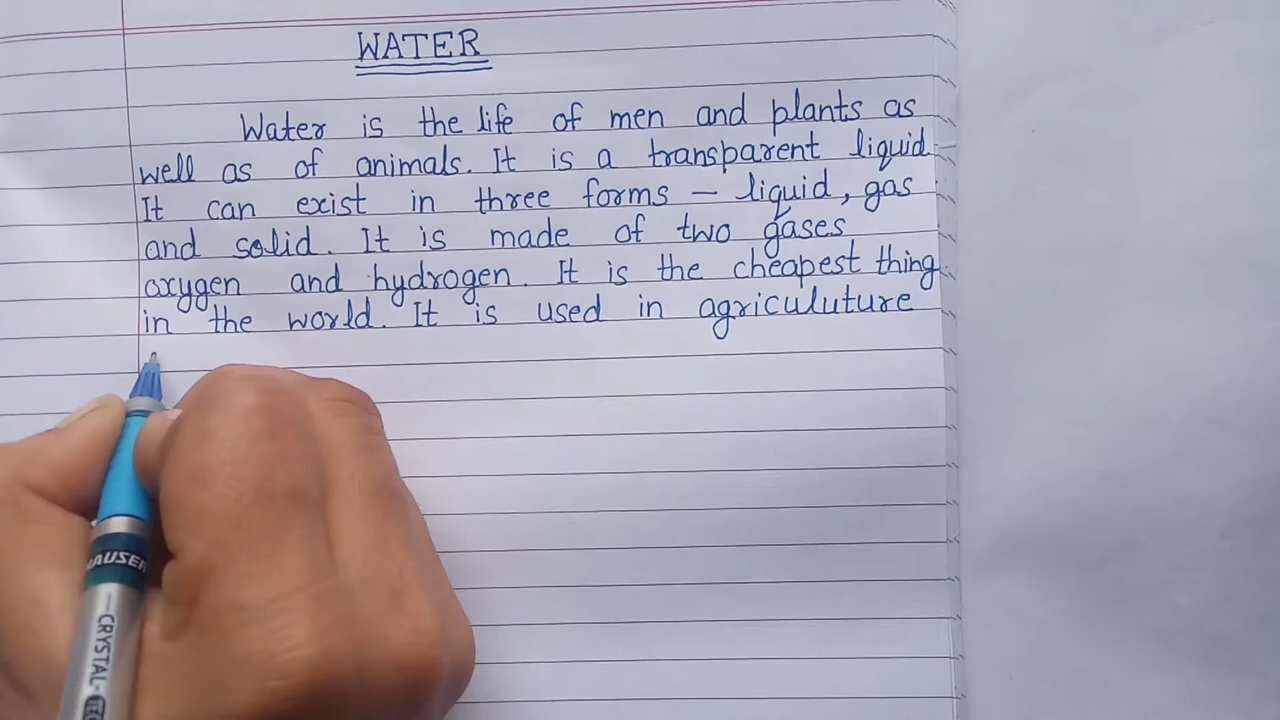 WATER
Water is the life of men and plants as
well as of animals. It is a transparent liquid.
It can exist in three forms – liquid, gas
and solid. It is made of two gases
oxygen and hydrogen. It is the cheapest thing
in the world. It is used in agriculuture
HAUSER
CRYSTAL-